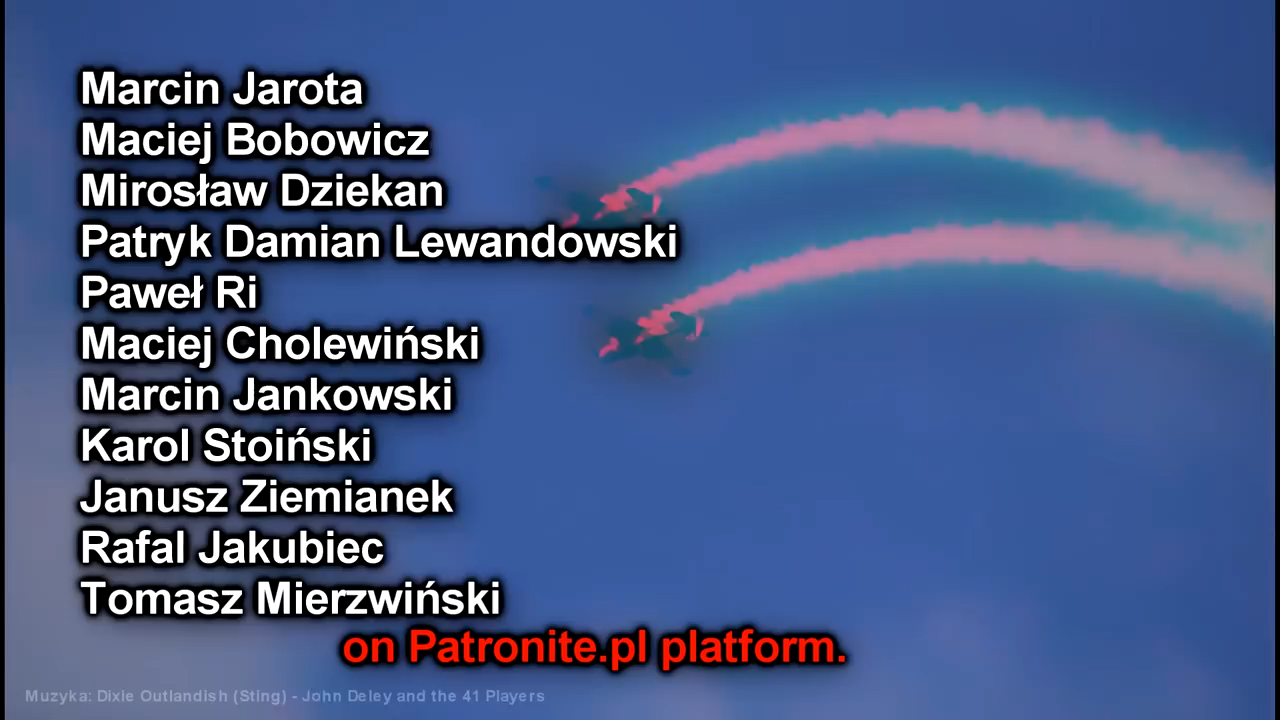 Marcin Jarota
Maciej Bobowicz
Mirosław Dziekan
Patryk Damian Lewandowski
Paweł Ri
Maciej Cholewiński
Marcin Jankowski
Karol Stoiński
Janusz Ziemianek
Rafal Jakubiec
Tomasz Mierzwiński
on Patronite.pl platform.
Muzyka: Dixie Outlandish (Sting) - John Deley and the 41 Players